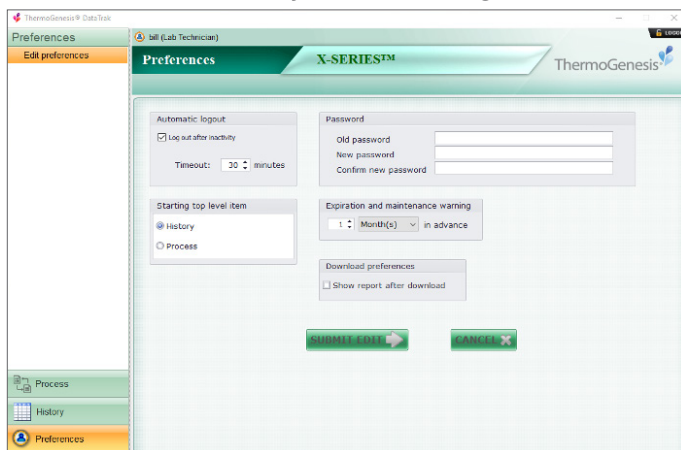 ThermoGenesis® DataTrak
Preferences
Edit preferences
bill (Lab Technician)
Preferences
X-SERIES™
ThermoGenesis®
Automatic logout
Log out after inactivity
Timeout: 30 minutes
Password
Old password
New password
Confirm new password
Starting top level item
History
Process
Expiration and maintenance warning
1 Month(s) in advance
Download preferences
Show report after download
SUBMIT EDIT
CANCEL
Process
History
Preferences